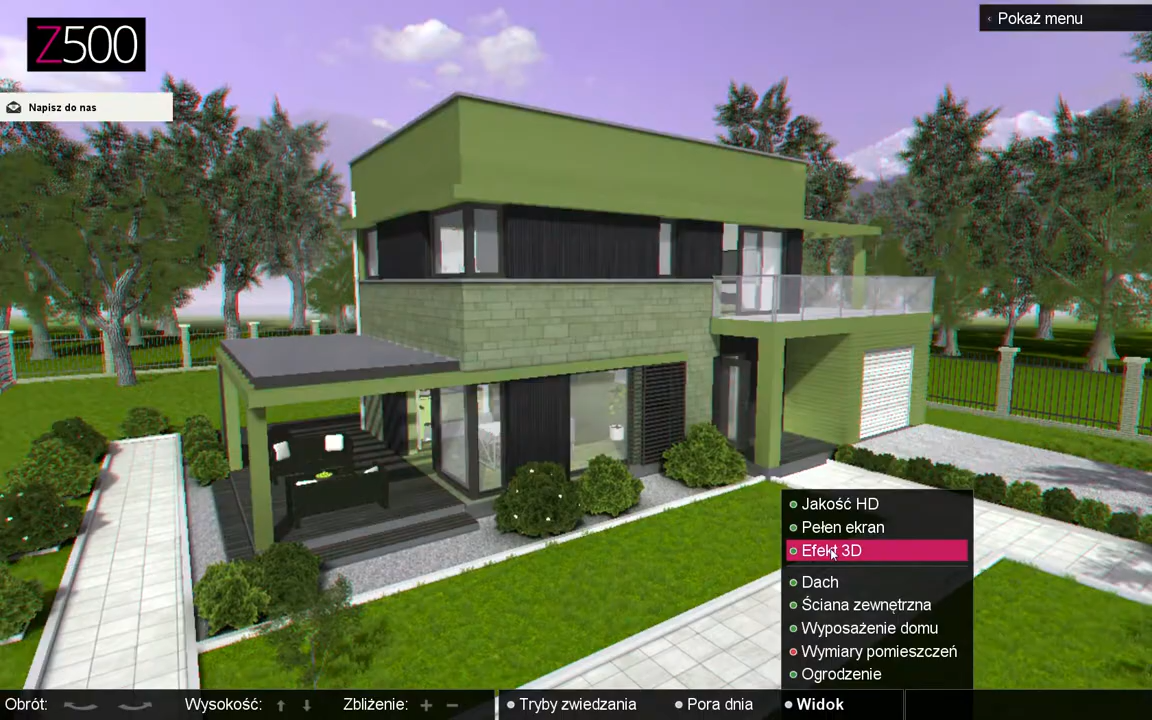 Z500
‹ Pokaż menu
Napisz do nas
Jakość HD
Pełen ekran
Efekt 3D
Dach
Ściana zewnętrzna
Wyposażenie domu
Wymiary pomieszczeń
Ogrodzenie
Obrót: Wysokość: Zbliżenie: + − Tryby zwiedzania Pora dnia Widok